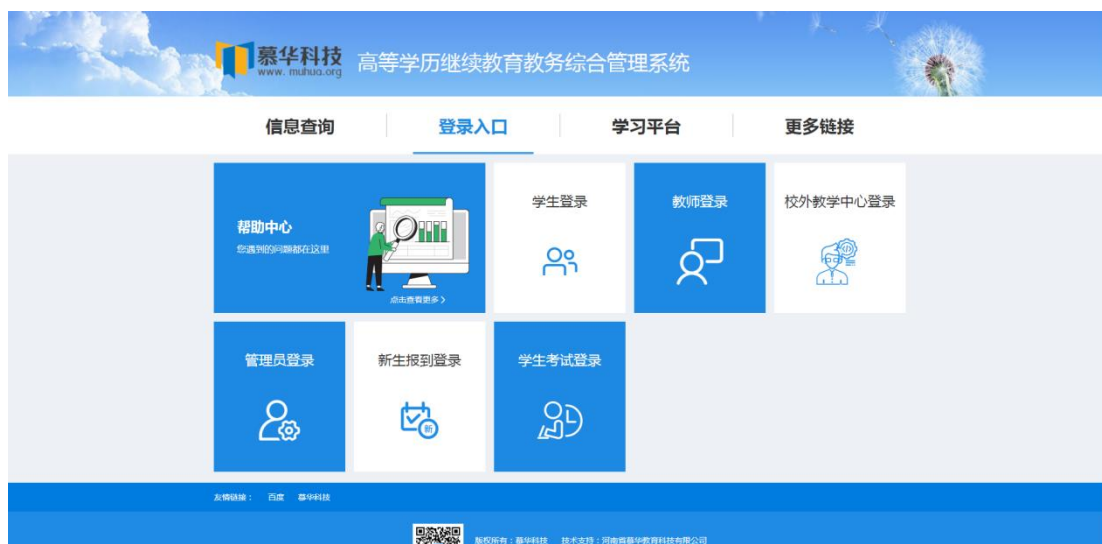 慕华科技
www. muhua.org
高等学历继续教育教务综合管理系统
信息查询 登录入口 学习平台 更多链接
帮助中心
您遇到的问题都在这里
点击查看更多 >
学生登录
教师登录
校外教学中心登录
管理员登录
新生报到登录
新
学生考试登录
友情链接： 百度 慕华科技
版权所有：慕华科技 技术支持：河南省慕华教育科技有限公司